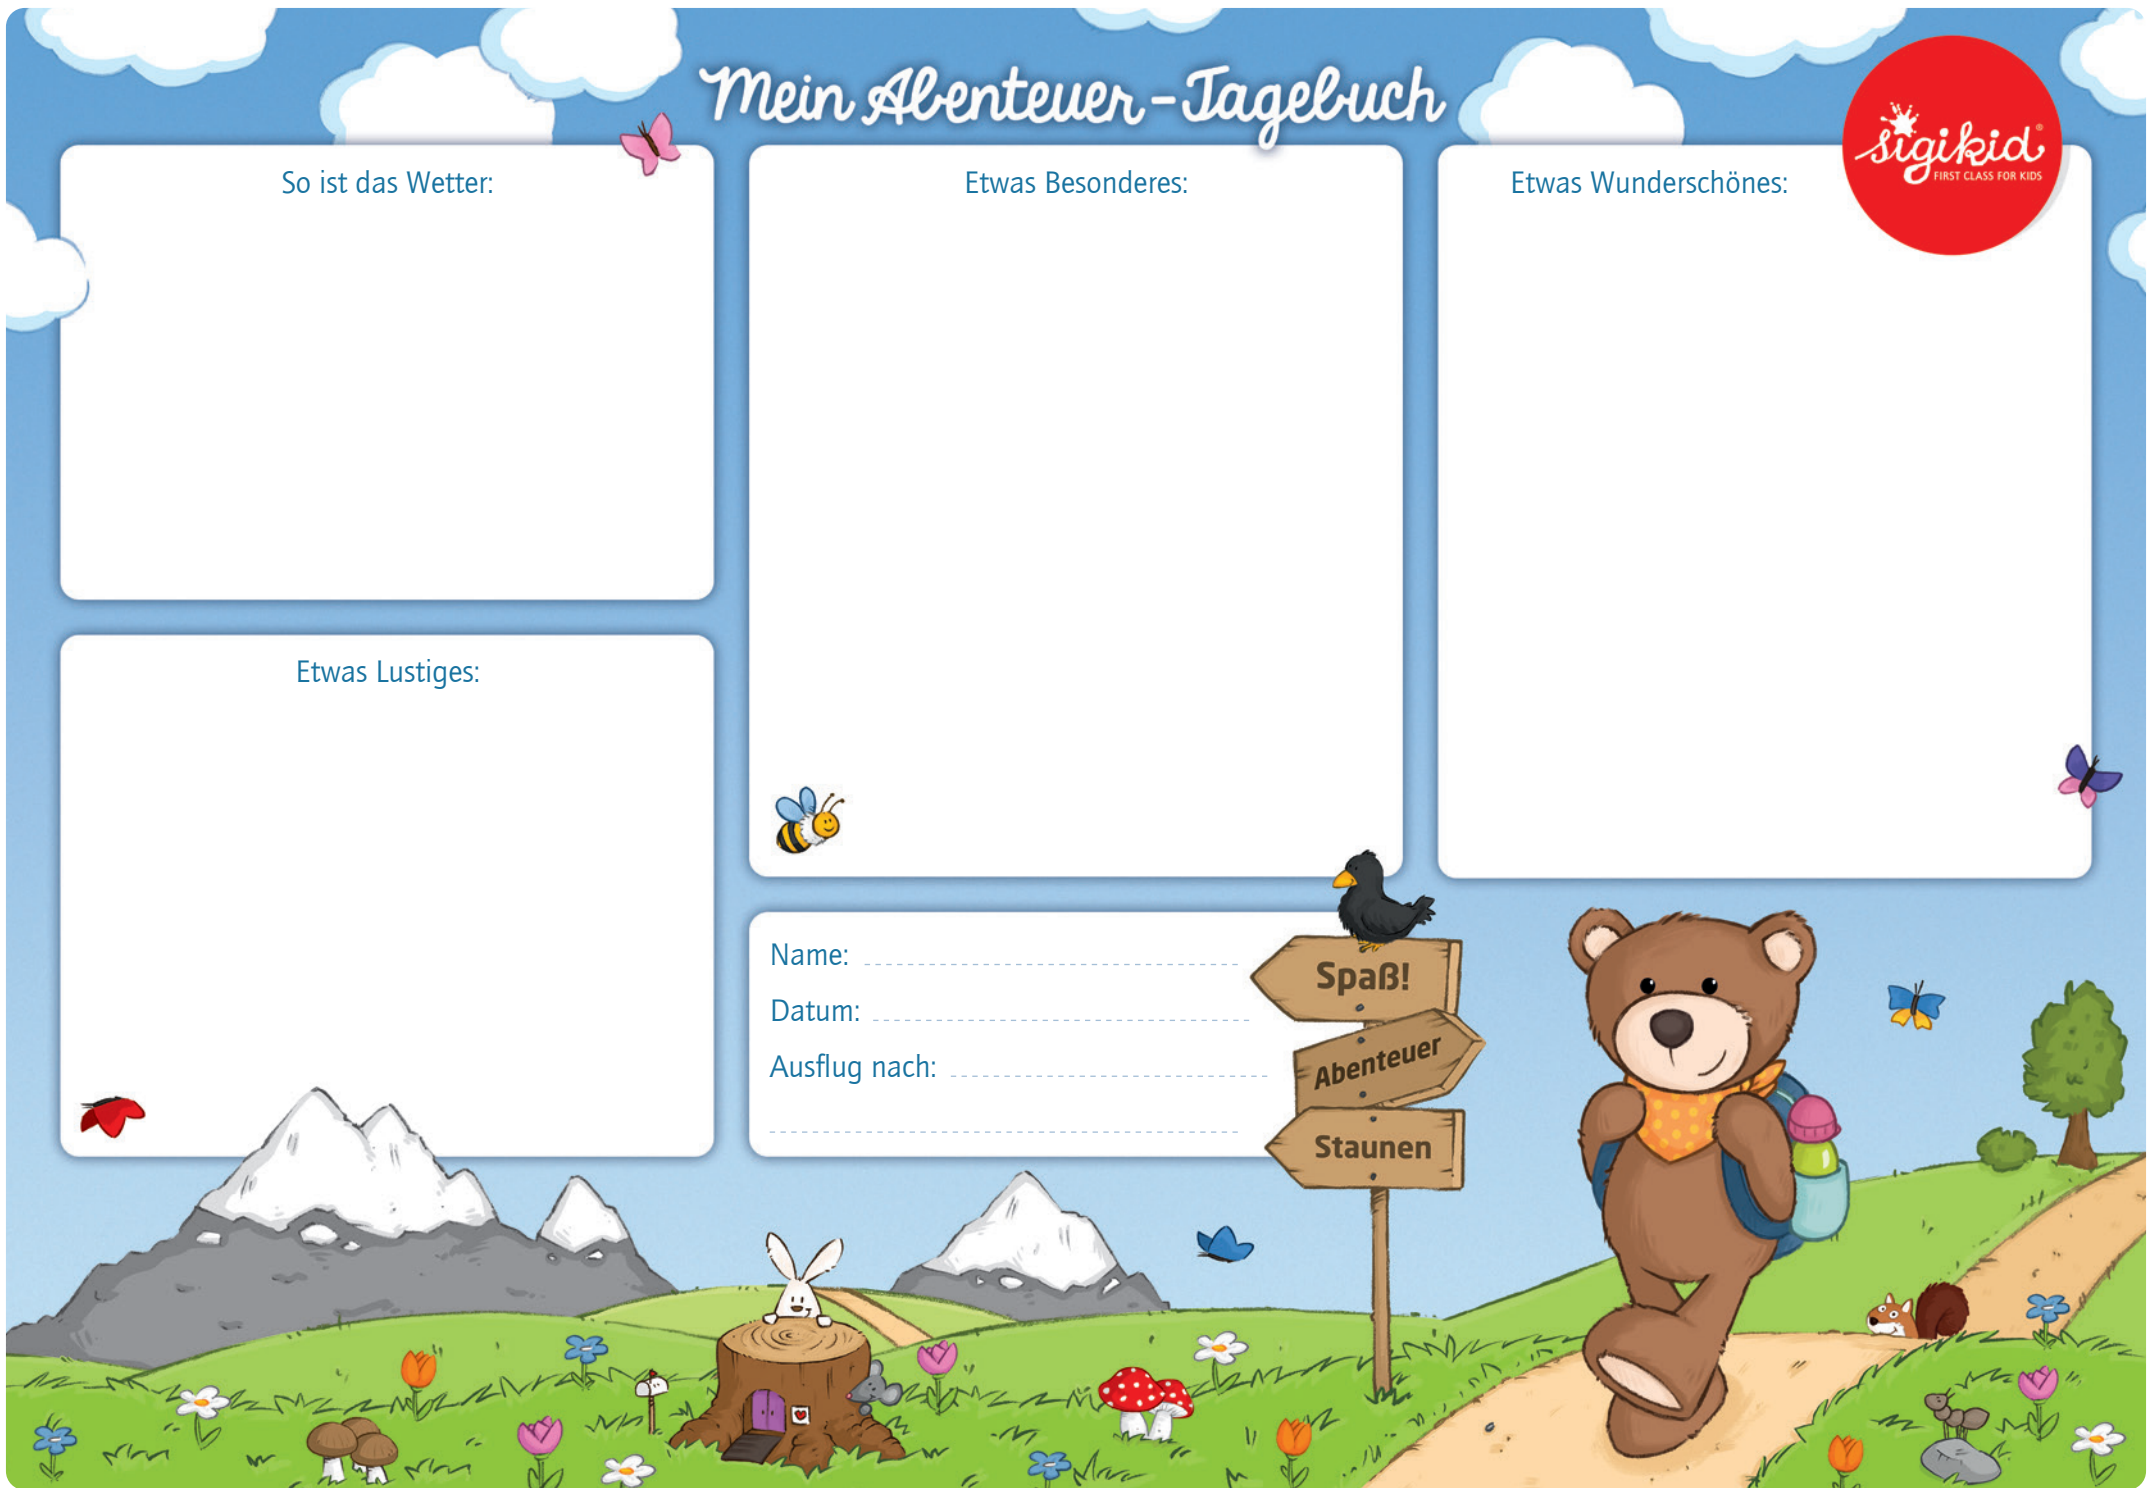 Mein Abenteuer-Tagebuch
sigikid®
FIRST CLASS FOR KIDS
So ist das Wetter:
Etwas Besonderes:
Etwas Wunderschönes:
Etwas Lustiges:
Name:
Datum:
Ausflug nach:
Spaß!
Abenteuer
Staunen